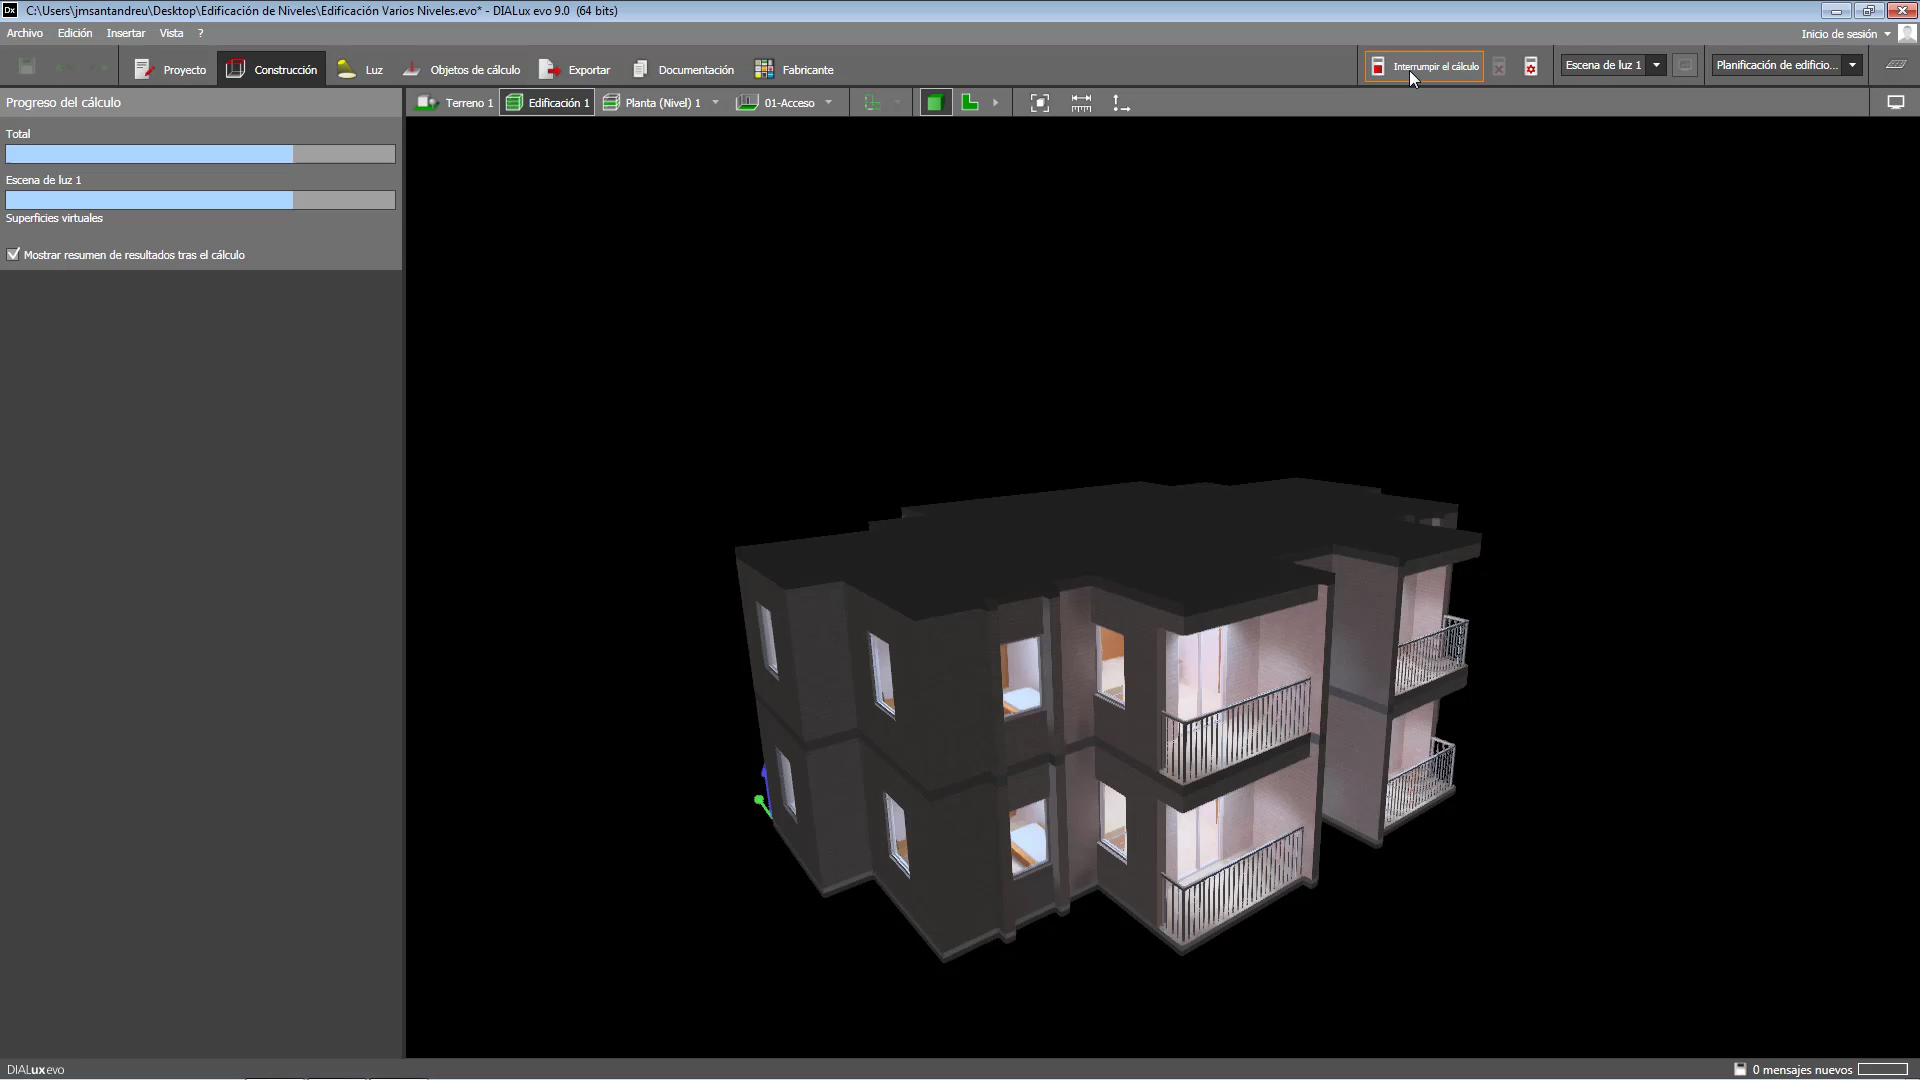 C:\Users\jmsantandreu\Desktop\Edificación de Niveles\Edificación Varios Niveles.evo* - DIALux evo 9.0  (64 bits)
Archivo Edición Insertar Vista ? Inicio de sesión
Proyecto Construcción Luz Objetos de cálculo Exportar Documentación Fabricante Interrumpir el cálculo Escena de luz 1 Planificación de edificio...
Progreso del cálculo Terreno 1 Edificación 1 Planta (Nivel) 1 01-Acceso
Total
Escena de luz 1
Superficies virtuales
Mostrar resumen de resultados tras el cálculo
DIALux evo 0 mensajes nuevos